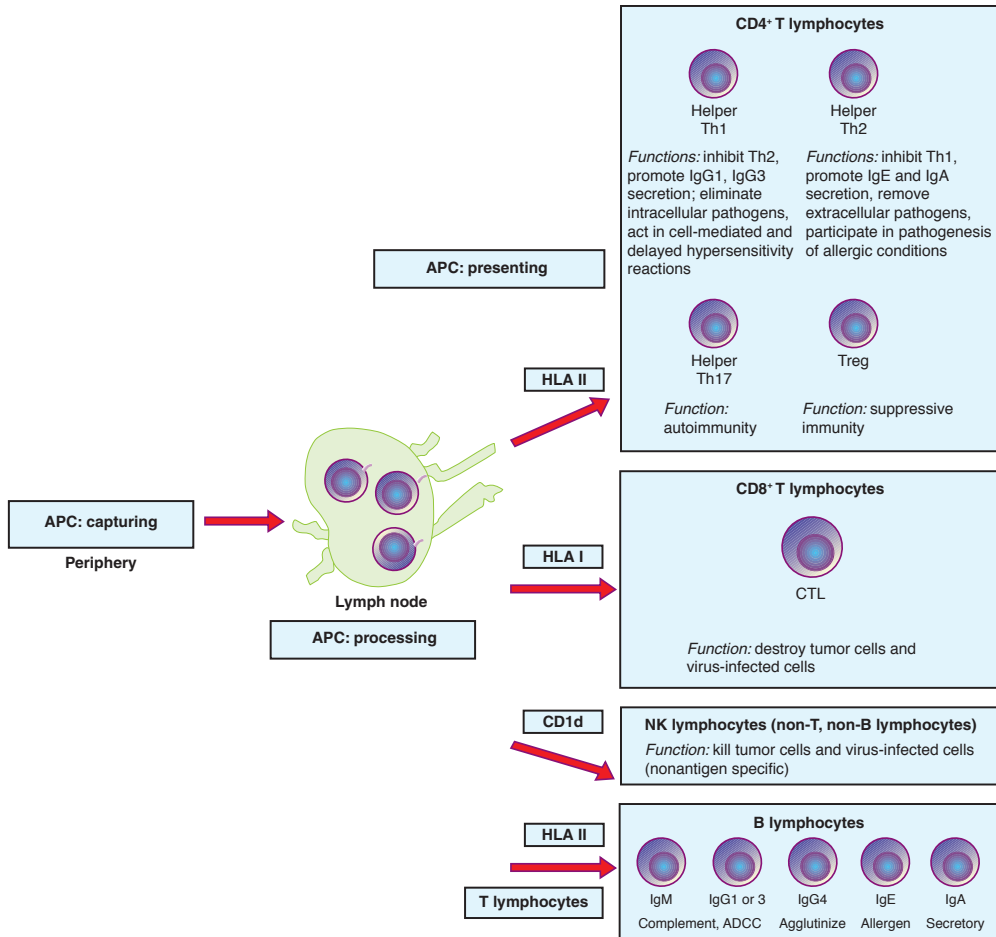 CD4⁺ T lymphocytes
Helper
Th1
Helper
Th2
Functions: inhibit Th2,
promote IgG1, IgG3
secretion; eliminate
intracellular pathogens,
act in cell-mediated and
delayed hypersensitivity
reactions
Functions: inhibit Th1,
promote IgE and IgA
secretion, remove
extracellular pathogens,
participate in pathogenesis
of allergic conditions
APC: presenting
Helper
Th17
Treg
HLA II
Function:
autoimmunity
Function: suppressive
immunity
CD8⁺ T lymphocytes
APC: capturing
Periphery
HLA I
CTL
Lymph node
APC: processing
Function: destroy tumor cells and
virus-infected cells
CD1d
NK lymphocytes (non-T, non-B lymphocytes)
Function: kill tumor cells and virus-infected cells
(nonantigen specific)
HLA II
T lymphocytes
B lymphocytes
IgM IgG1 or 3 IgG4 IgE IgA
Complement, ADCC Agglutinize Allergen Secretory